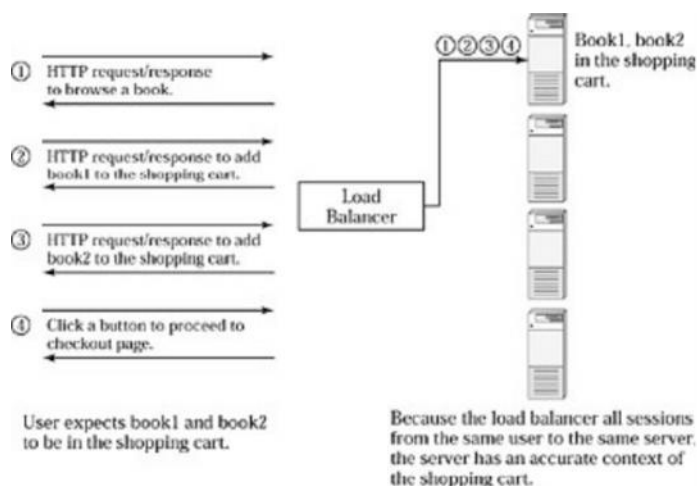 ① HTTP request/response
to browse a book.
② HTTP request/response to add
book1 to the shopping cart.
③ HTTP request/response to add
book2 to the shopping cart.
④ Click a button to proceed to
checkout page.
User expects book1 and book2
to be in the shopping cart.
Load
Balancer
①②③④
Book1, book2
in the shopping
cart.
Because the load balancer all sessions
from the same user to the same server,
the server has an accurate context of
the shopping cart.